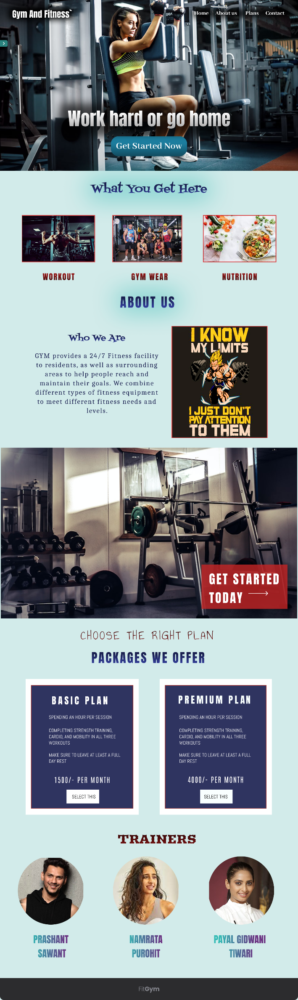 Gym And Fitness`
Home About us Plans Contact
Work hard or go home
Get Started Now
What You Get Here
WORKOUT
GYM WEAR
NUTRITION
ABOUT US
Who We Are
GYM provides a 24/7 Fitness facility
to residents, as well as surrounding
areas to help people reach and
maintain their goals. We combine
different types of fitness equipment
to meet different fitness needs and
levels.
I KNOW
MY LIMITS
I JUST DON'T
PAY ATTENTION
TO THEM
GET STARTED
TODAY
CHOOSE THE RIGHT PLAN
PACKAGES WE OFFER
BASIC PLAN
SPENDING AN HOUR PER SESSION
COMPLETING STRENGTH TRAINING,
CARDIO, AND MOBILITY IN ALL THREE
WORKOUTS
MAKE SURE TO LEAVE AT LEAST A FULL
DAY REST
1500/- PER MONTH
SELECT THIS
PREMIUM PLAN
SPENDING AN HOUR PER SESSION
COMPLETING STRENGTH TRAINING,
CARDIO, AND MOBILITY IN ALL THREE
WORKOUTS
MAKE SURE TO LEAVE AT LEAST A FULL
DAY REST
4000/- PER MONTH
SELECT THIS
TRAINERS
PRASHANT
SAWANT
NAMRATA
PUROHIT
PAYAL GIDWANI
TIWARI
FitGym